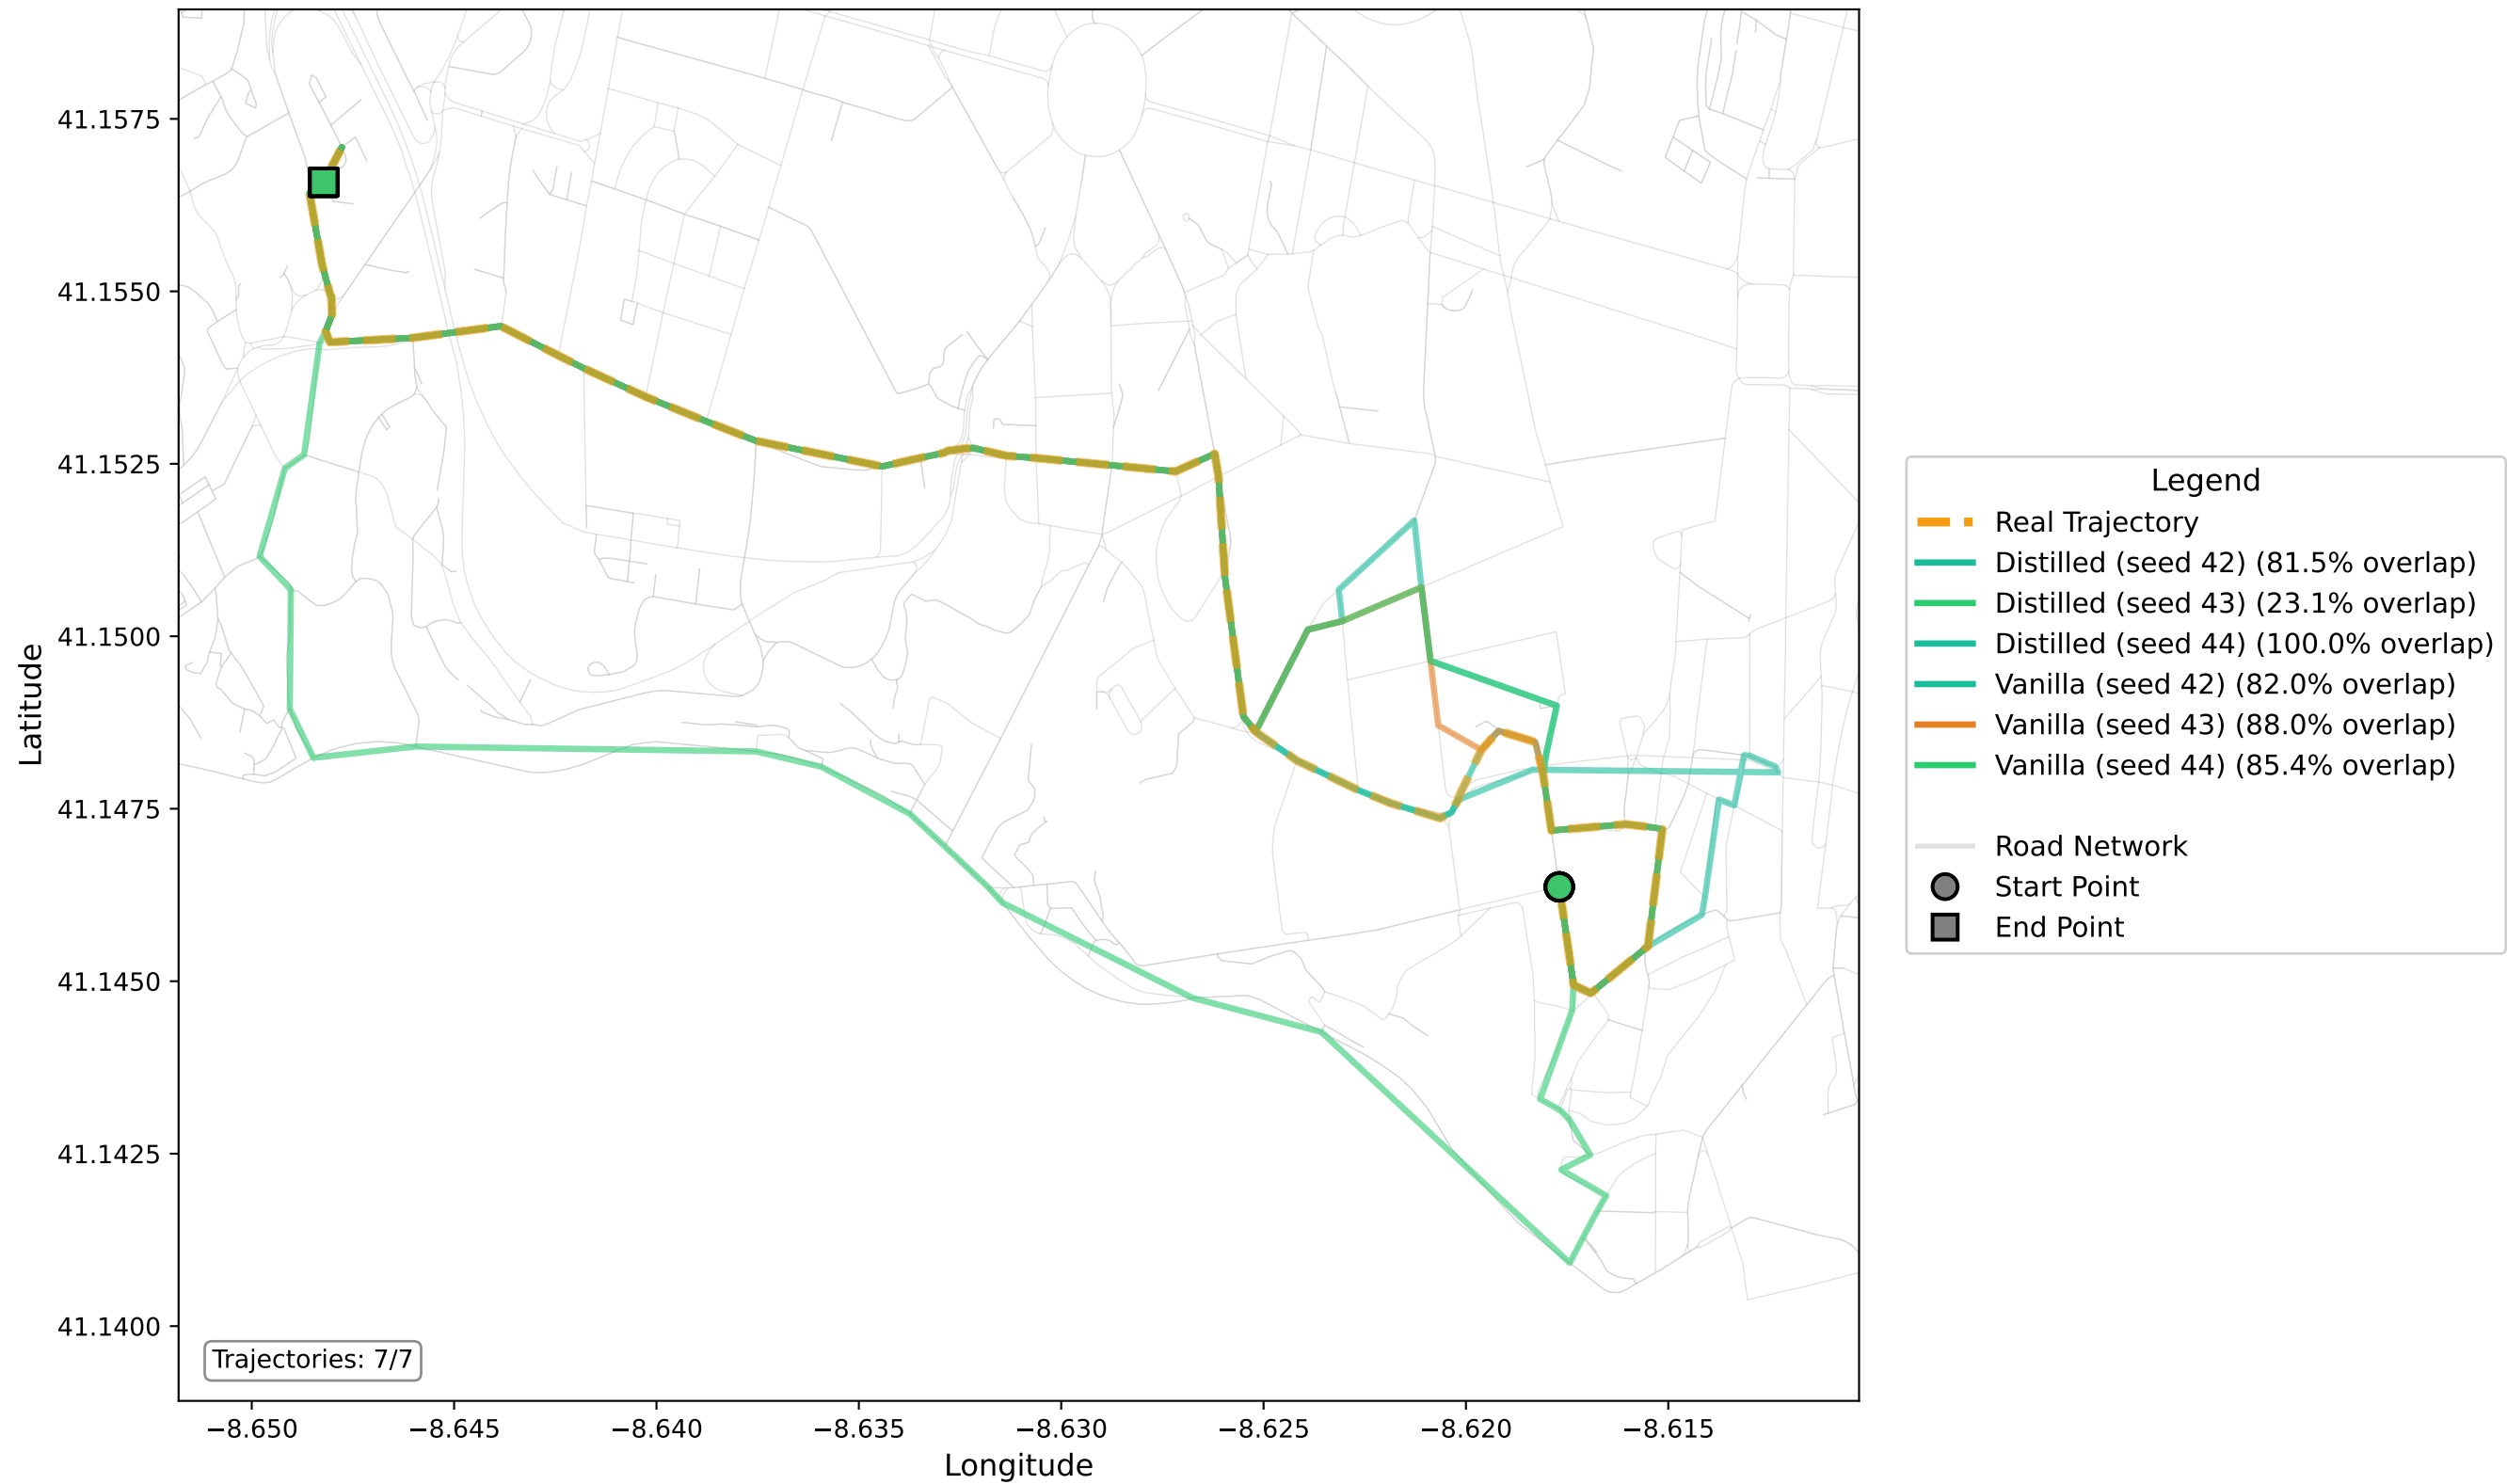 41.1575
41.1550
41.1525
41.1500
41.1475
41.1450
41.1425
41.1400
Latitude
−8.650
−8.645
−8.640
−8.635
−8.630
−8.625
−8.620
−8.615
Longitude
Trajectories: 7/7
Legend
Real Trajectory
Distilled (seed 42) (81.5% overlap)
Distilled (seed 43) (23.1% overlap)
Distilled (seed 44) (100.0% overlap)
Vanilla (seed 42) (82.0% overlap)
Vanilla (seed 43) (88.0% overlap)
Vanilla (seed 44) (85.4% overlap)
Road Network
Start Point
End Point